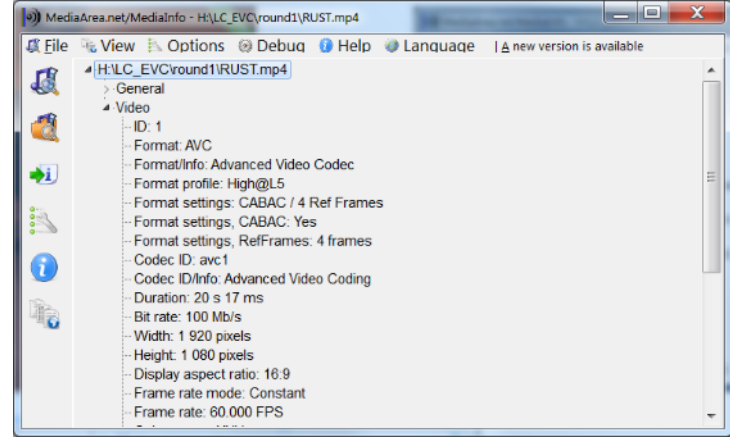 MediaArea.net/MediaInfo - H:\LC_EVC\round1\RUST.mp4
File View Options Debug Help Language | A new version is available
H:\LC_EVC\round1\RUST.mp4
General
Video
ID: 1
Format: AVC
Format/Info: Advanced Video Codec
Format profile: High@L5
Format settings: CABAC / 4 Ref Frames
Format settings, CABAC: Yes
Format settings, RefFrames: 4 frames
Codec ID: avc1
Codec ID/Info: Advanced Video Coding
Duration: 20 s 17 ms
Bit rate: 100 Mb/s
Width: 1 920 pixels
Height: 1 080 pixels
Display aspect ratio: 16:9
Frame rate mode: Constant
Frame rate: 60.000 FPS